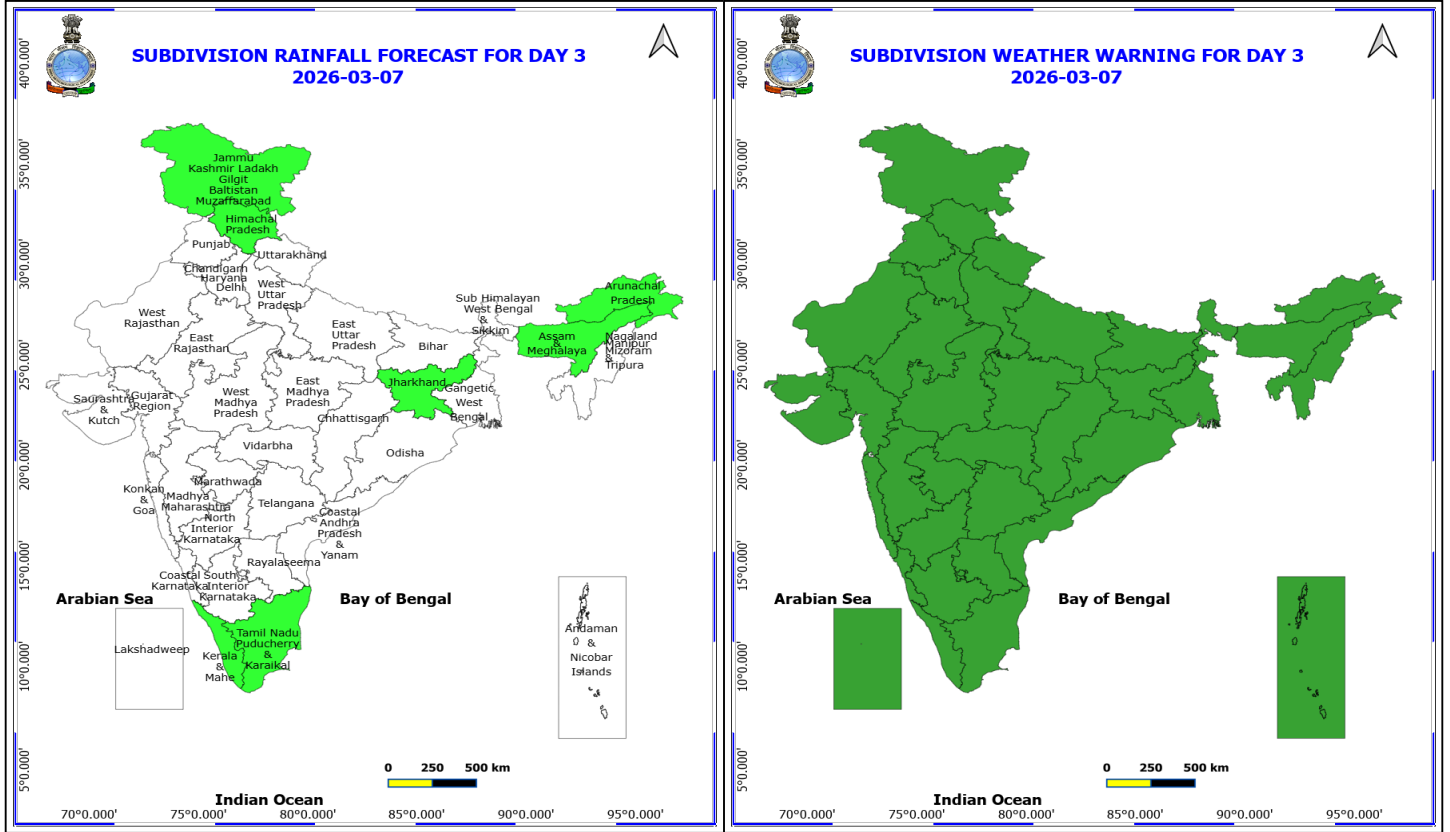 SUBDIVISION RAINFALL FORECAST FOR DAY 3
2026-03-07
40°0.000'
35°0.000'
30°0.000'
25°0.000'
20°0.000'
15°0.000'
10°0.000'
5°0.000'
Jammu
Kashmir Ladakh
Gilgit
Baltistan
Muzaffarabad
Himachal
Pradesh
Punjab
Uttarakhand
Chandigarh
Haryana
Delhi
West
Uttar
Pradesh
West
Rajasthan
East
Rajasthan
East
Uttar
Pradesh
Bihar
Sub Himalayan
West Bengal
&
Sikkim
Arunachal
Pradesh
Assam
&
Meghalaya
Nagaland
Manipur
Mizoram
&
Tripura
Saurashtra
&
Kutch
Gujarat
Region
West
Madhya
Pradesh
East
Madhya
Pradesh
Jharkhand
Gangetic
West
Bengal
Chhattisgarh
Vidarbha
Odisha
Konkan
&
Goa
Madhya
Maharashtra
Marathwada
Telangana
North
Interior
Karnataka
Coastal
Andhra
Pradesh
&
Yanam
Rayalaseema
Coastal
Karnataka
South
Interior
Karnataka
Arabian Sea
Bay of Bengal
Lakshadweep
Kerala
&
Mahe
Tamil Nadu
Puducherry
&
Karaikal
Andaman
&
Nicobar
Islands
0 250 500 km
Indian Ocean
70°0.000' 75°0.000' 80°0.000' 85°0.000' 90°0.000' 95°0.000'
SUBDIVISION WEATHER WARNING FOR DAY 3
2026-03-07
40°0.000'
35°0.000'
30°0.000'
25°0.000'
20°0.000'
15°0.000'
10°0.000'
5°0.000'
Arabian Sea
Bay of Bengal
0 250 500 km
Indian Ocean
70°0.000' 75°0.000' 80°0.000' 85°0.000' 90°0.000' 95°0.000'